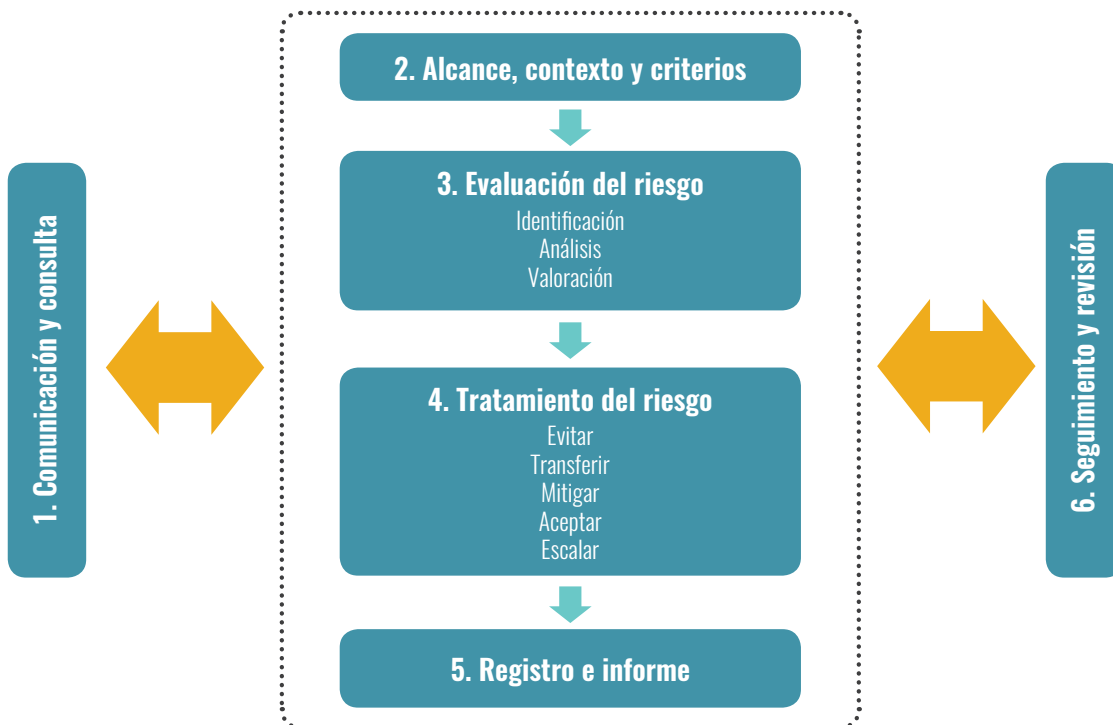 1. Comunicación y consulta
2. Alcance, contexto y criterios
3. Evaluación del riesgo
Identificación
Análisis
Valoración
4. Tratamiento del riesgo
Evitar
Transferir
Mitigar
Aceptar
Escalar
5. Registro e informe
6. Seguimiento y revisión